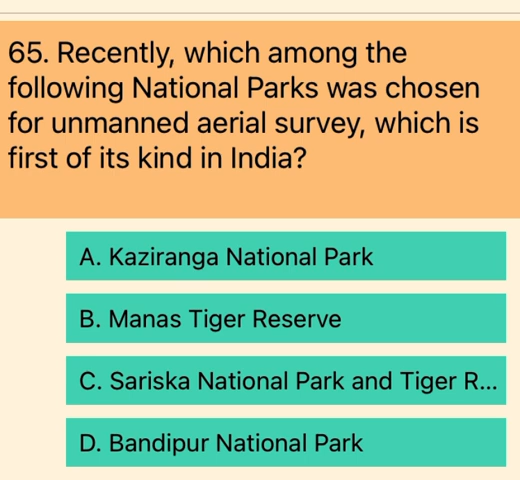 65. Recently, which among the
following National Parks was chosen
for unmanned aerial survey, which is
first of its kind in India?
A. Kaziranga National Park
B. Manas Tiger Reserve
C. Sariska National Park and Tiger R...
D. Bandipur National Park